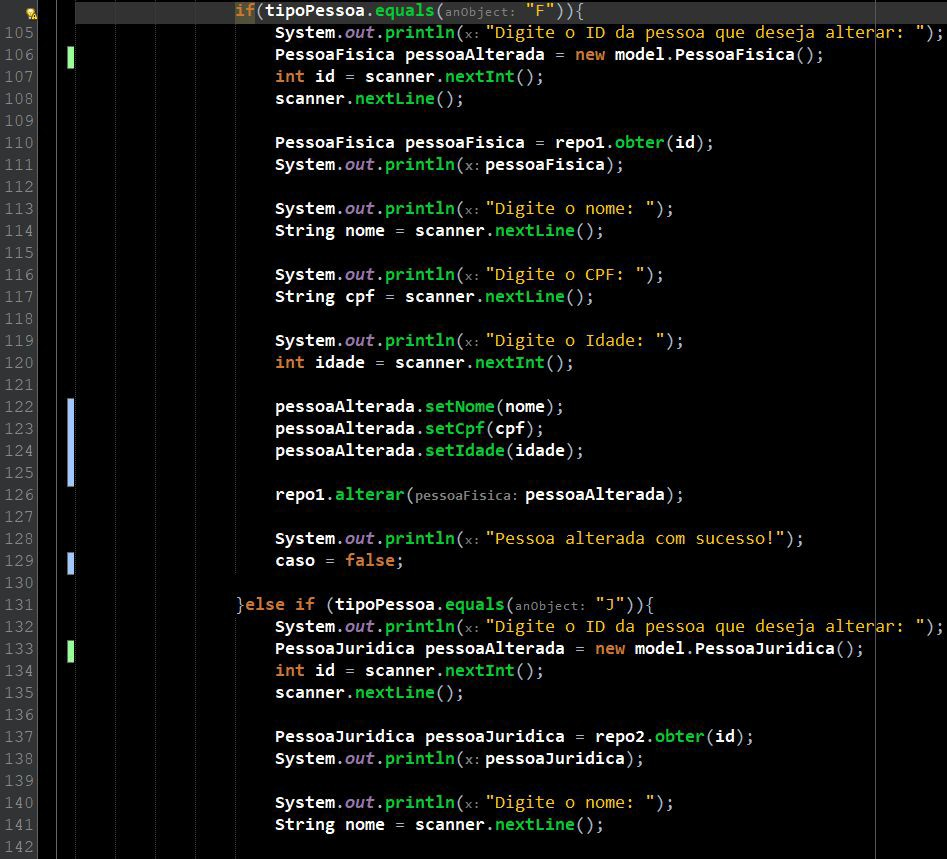 if(tipoPessoa.equals(anObject: "F")){
105 System.out.println(x: "Digite o ID da pessoa que deseja alterar: ");
106 PessoaFisica pessoaAlterada = new model.PessoaFisica();
107 int id = scanner.nextInt();
108 scanner.nextLine();
109
110 PessoaFisica pessoaFisica = repo1.obter(id);
111 System.out.println(x: pessoaFisica);
112
113 System.out.println(x: "Digite o nome: ");
114 String nome = scanner.nextLine();
115
116 System.out.println(x: "Digite o CPF: ");
117 String cpf = scanner.nextLine();
118
119 System.out.println(x: "Digite o Idade: ");
120 int idade = scanner.nextInt();
121
122 pessoaAlterada.setNome(nome);
123 pessoaAlterada.setCpf(cpf);
124 pessoaAlterada.setIdade(idade);
125
126 repo1.alterar(pessoaFisica: pessoaAlterada);
127
128 System.out.println(x: "Pessoa alterada com sucesso!");
129 caso = false;
130
131 }else if (tipoPessoa.equals(anObject: "J")){
132 System.out.println(x: "Digite o ID da pessoa que deseja alterar: ");
133 PessoaJuridica pessoaAlterada = new model.PessoaJuridica();
134 int id = scanner.nextInt();
135 scanner.nextLine();
136
137 PessoaJuridica pessoaJuridica = repo2.obter(id);
138 System.out.println(x: pessoaJuridica);
139
140 System.out.println(x: "Digite o nome: ");
141 String nome = scanner.nextLine();
142